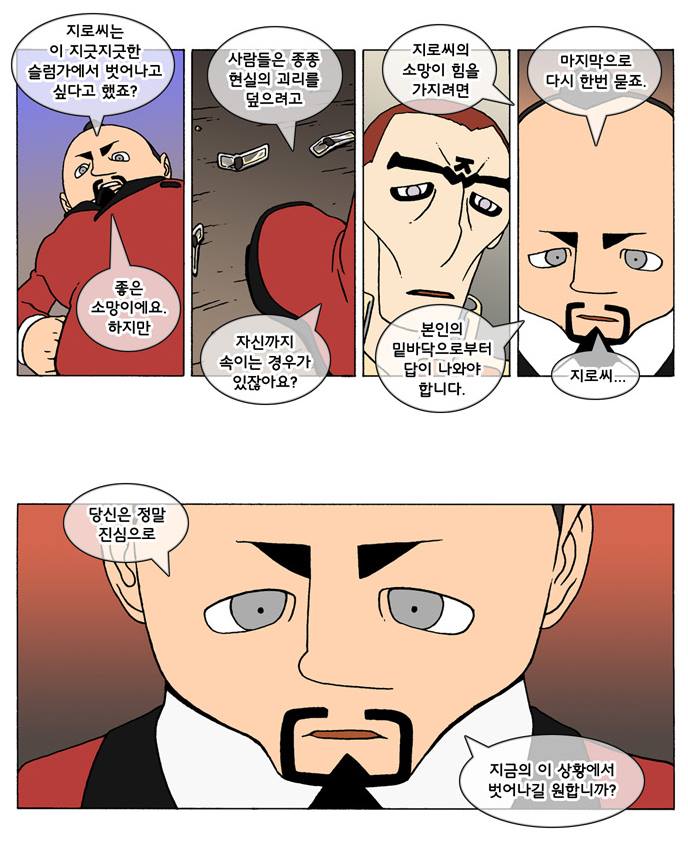 지로씨는
이 지긋지긋한
슬럼가에서 벗어나고
싶다고 했죠?
좋은
소망이에요.
하지만
사람들은 종종
현실의 괴리를
덮으려고
자신까지
속이는 경우가
있잖아요?
지로씨의
소망이 힘을
가지려면
본인의
밑바닥으로부터
답이 나와야
합니다.
마지막으로
다시 한번 묻죠.
지로씨...
당신은 정말
진심으로
지금의 이 상황에서
벗어나길 원합니까?